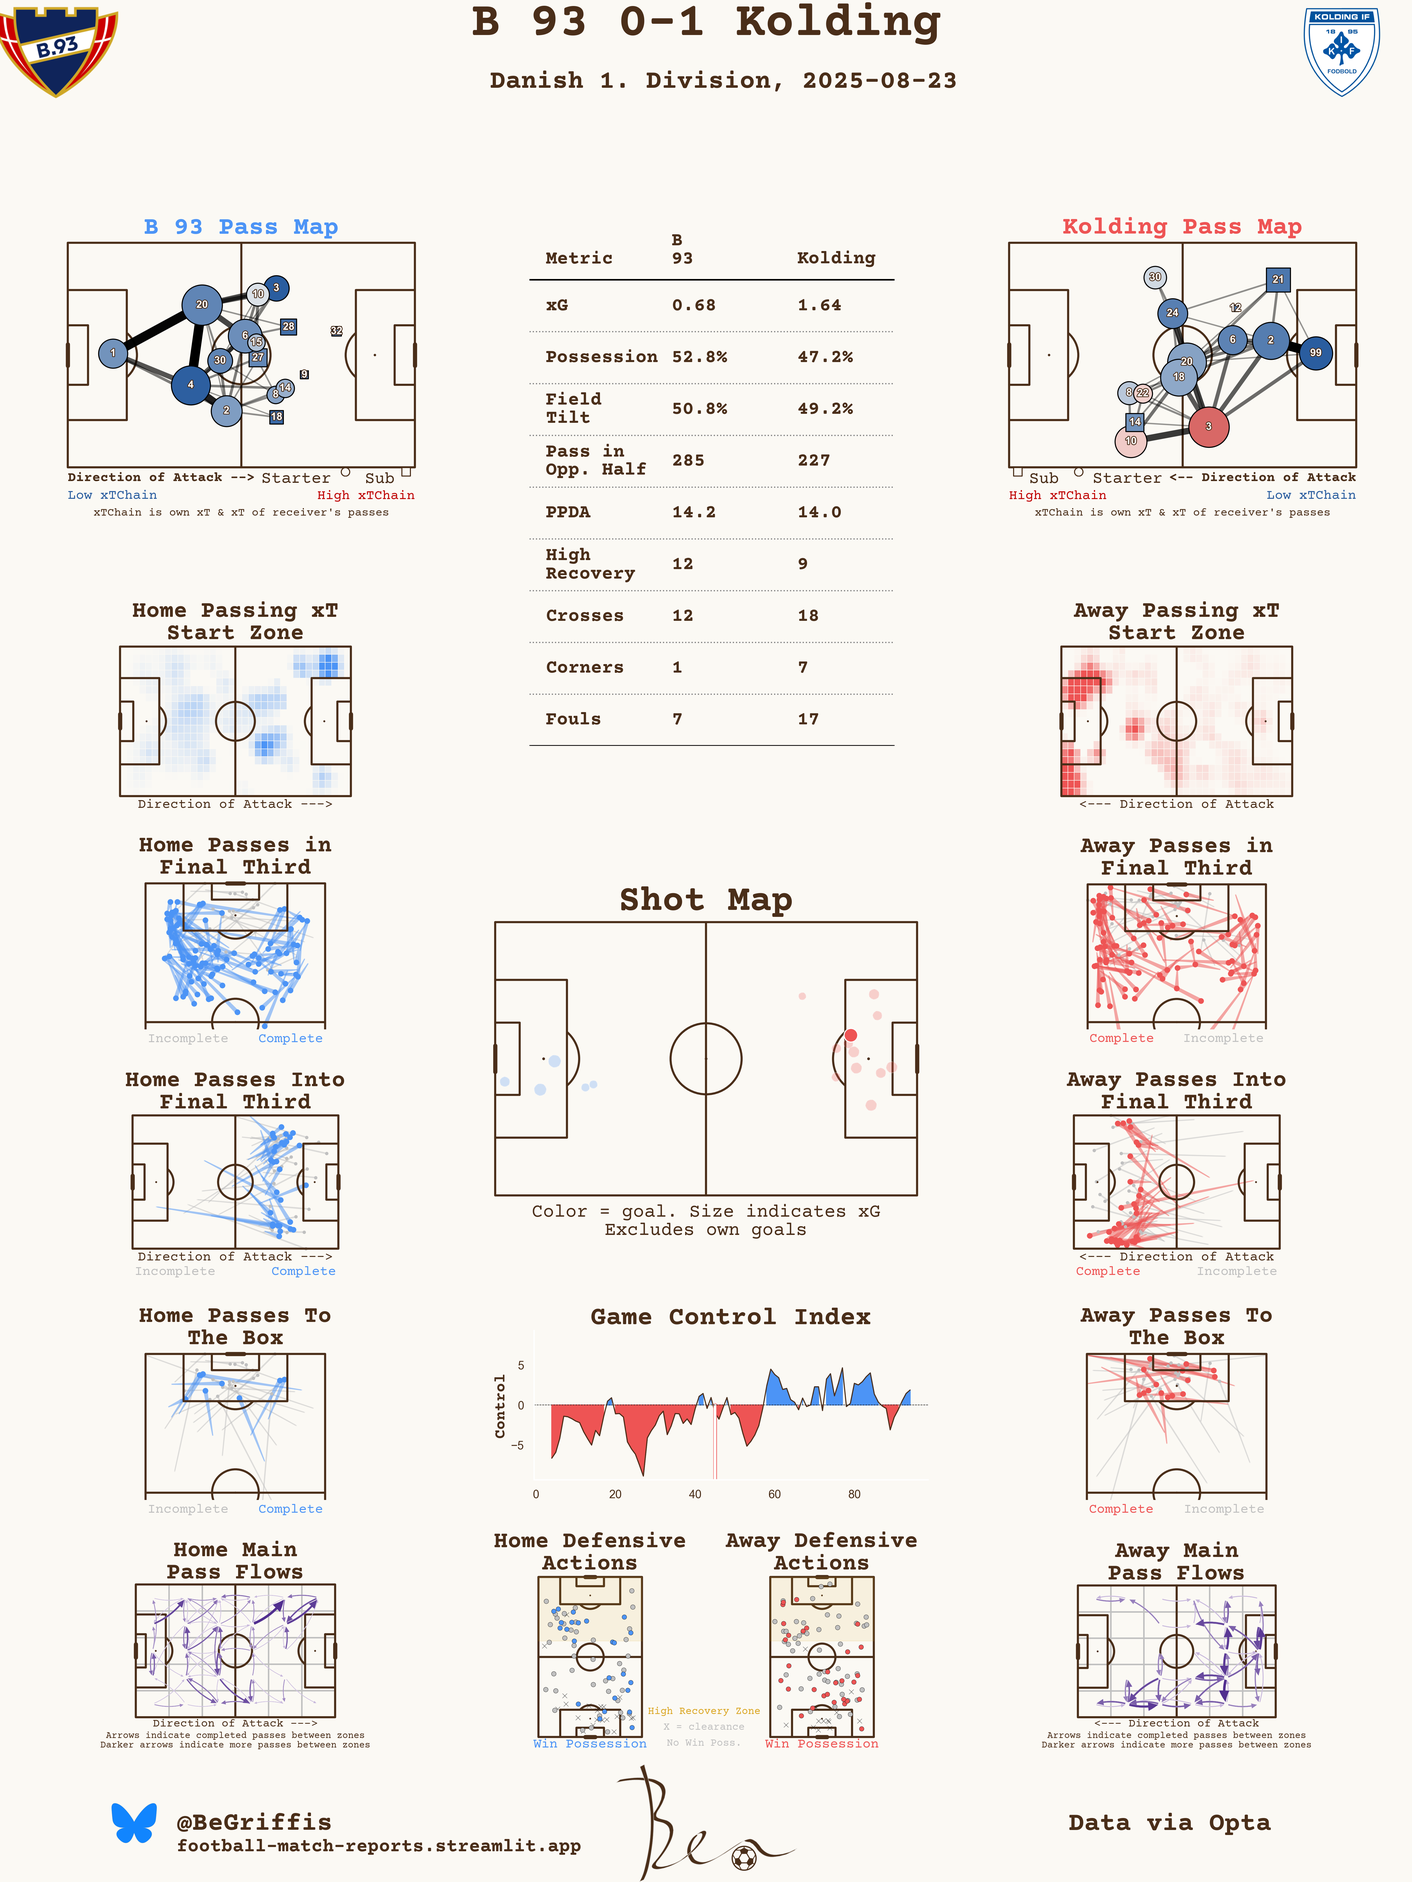 B 93 0-1 Kolding
Danish 1. Division, 2025-08-23
B.93
KOLDING IF
18 95
K I F
FODBOLD
B 93 Pass Map
20
10
3
6
28
32
15
1
30
27
9
4
14
8
2
18
Direction of Attack --> Starter Sub
Low xTChain High xTChain
xTChain is own xT & xT of receiver's passes
Metric B 93 Kolding
xG 0.68 1.64
Possession 52.8% 47.2%
Field Tilt 50.8% 49.2%
Pass in Opp. Half 285 227
PPDA 14.2 14.0
High Recovery 12 9
Crosses 12 18
Corners 1 7
Fouls 7 17
Kolding Pass Map
30
21
24
12
6
2
99
20
18
8
22
14
3
10
Sub Starter <-- Direction of Attack
High xTChain Low xTChain
xTChain is own xT & xT of receiver's passes
Home Passing xT
Start Zone
Direction of Attack --->
Away Passing xT
Start Zone
<--- Direction of Attack
Home Passes in
Final Third
Incomplete Complete
Away Passes in
Final Third
Complete Incomplete
Shot Map
Color = goal. Size indicates xG
Excludes own goals
Home Passes Into
Final Third
Direction of Attack --->
Incomplete Complete
Away Passes Into
Final Third
<--- Direction of Attack
Complete Incomplete
Home Passes To
The Box
Incomplete Complete
Game Control Index
Control
5
0
−5
0 20 40 60 80
Away Passes To
The Box
Complete Incomplete
Home Main
Pass Flows
Direction of Attack --->
Arrows indicate completed passes between zones
Darker arrows indicate more passes between zones
Home Defensive
Actions
Win Possession
High Recovery Zone
X = clearance
No Win Poss.
Away Defensive
Actions
Win Possession
Away Main
Pass Flows
<--- Direction of Attack
Arrows indicate completed passes between zones
Darker arrows indicate more passes between zones
@BeGriffis
football-match-reports.streamlit.app
Ben
Data via Opta